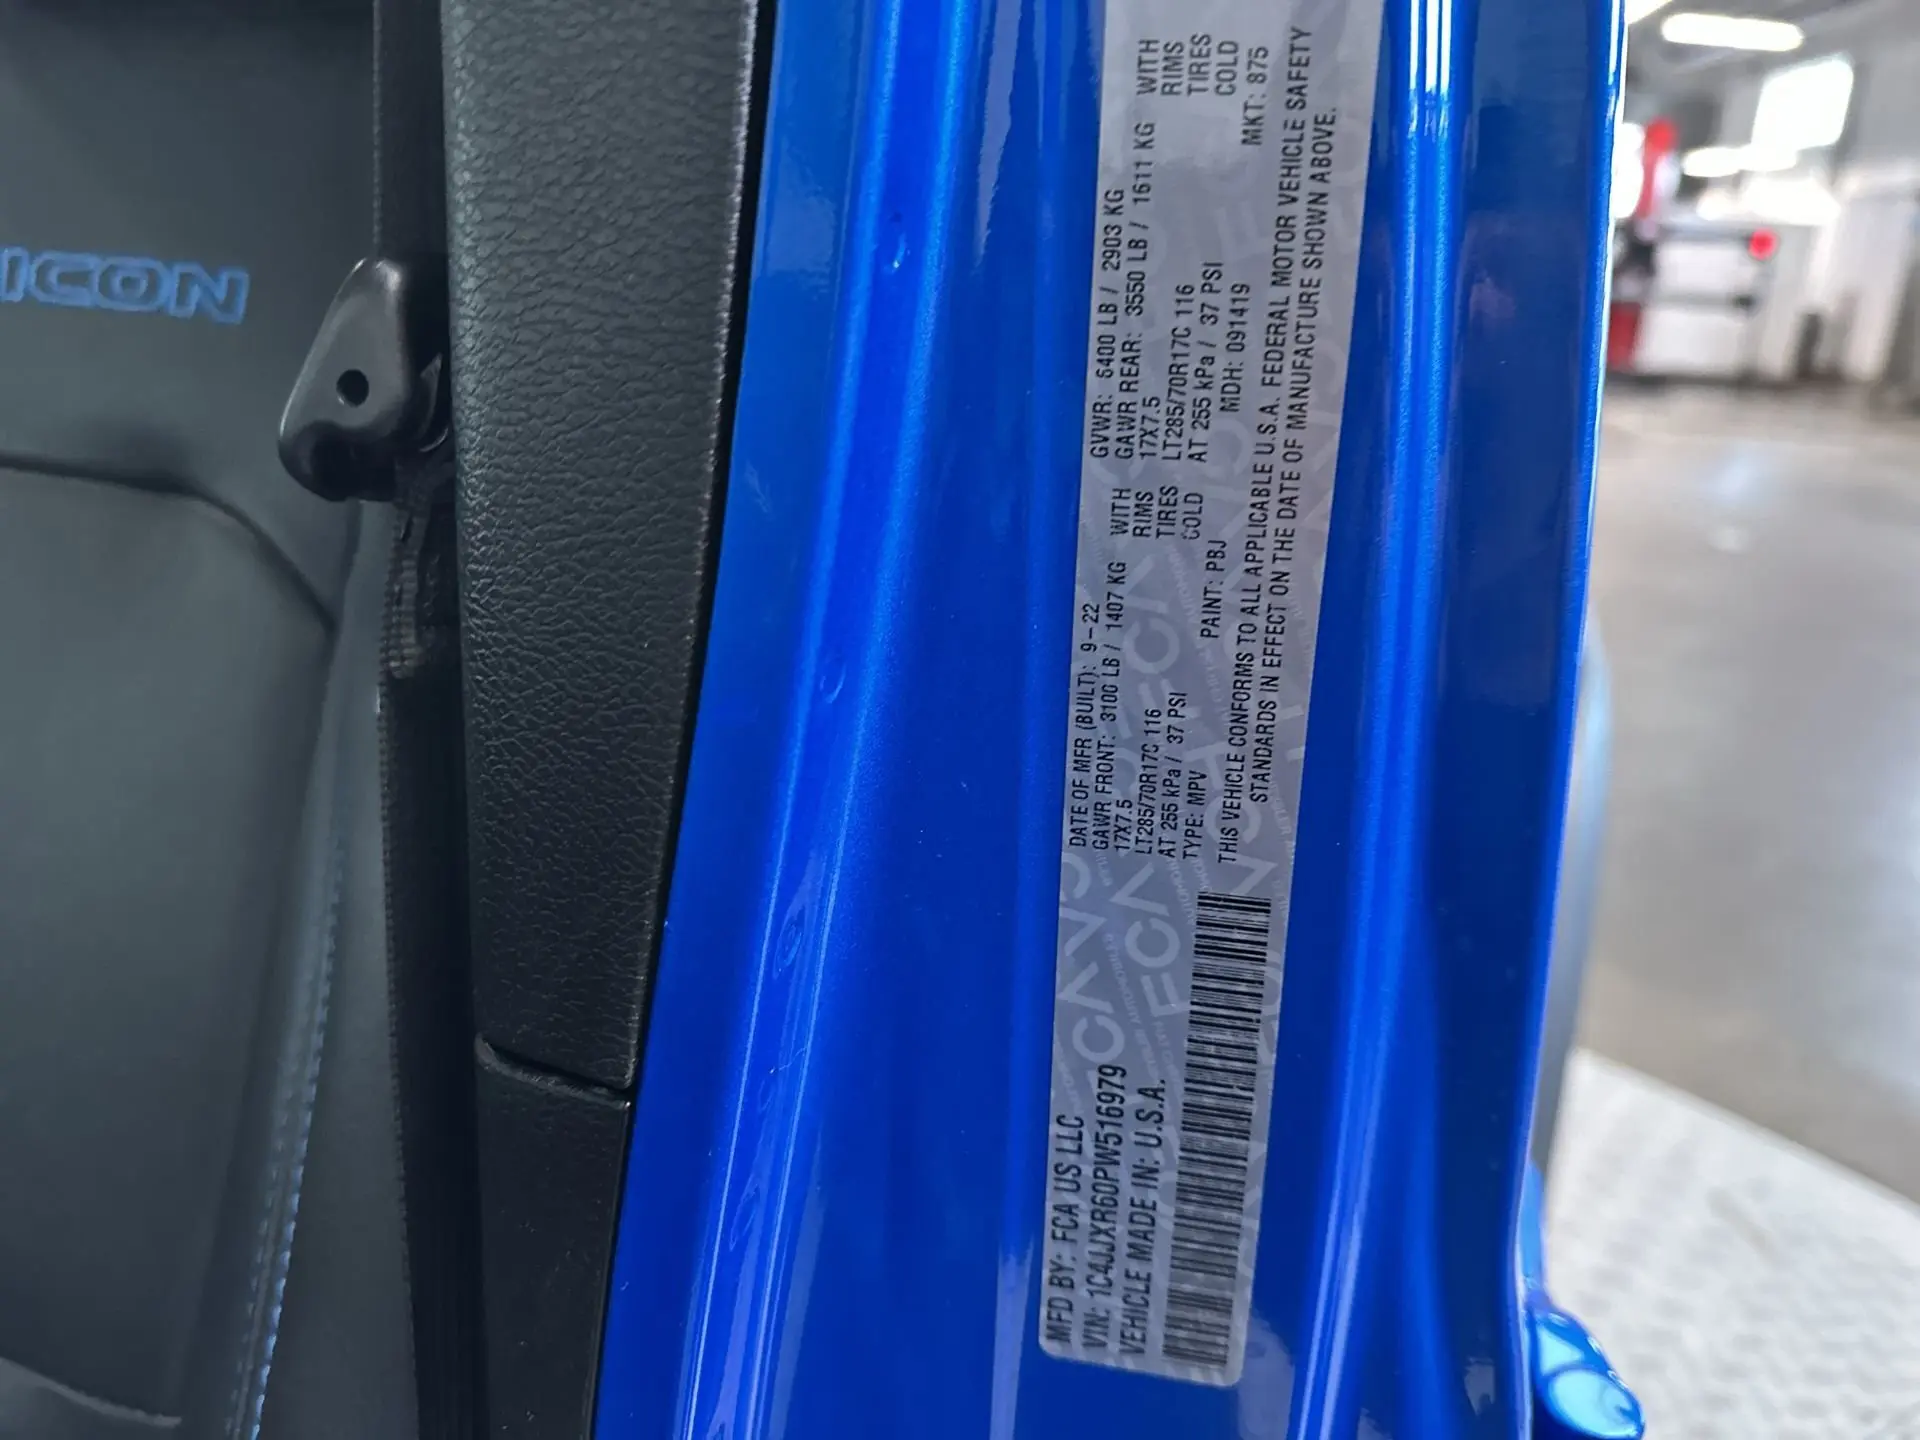 ICON
MFD BY: FCA US LLC
VIN: 1C4JJXR60PW516979
VEHICLE MADE IN: U.S.A.
DATE OF MFR (BUILT): 9-22 GVWR: 6400 LB / 2903 KG
GAWR FRONT: 3100 LB / 1407 KG WITH GAWR REAR: 3550 LB / 1611 KG WITH
17X7.5 RIMS 17X7.5 RIMS
LT285/70R17C 116 TIRES LT285/70R17C 116 TIRES
AT 255 kPa / 37 PSI COLD AT 255 kPa / 37 PSI COLD
TYPE: MPV PAINT: PBJ MDH: 091419 MKT: 875
THIS VEHICLE CONFORMS TO ALL APPLICABLE U.S.A. FEDERAL MOTOR VEHICLE SAFETY
STANDARDS IN EFFECT ON THE DATE OF MANUFACTURE SHOWN ABOVE.